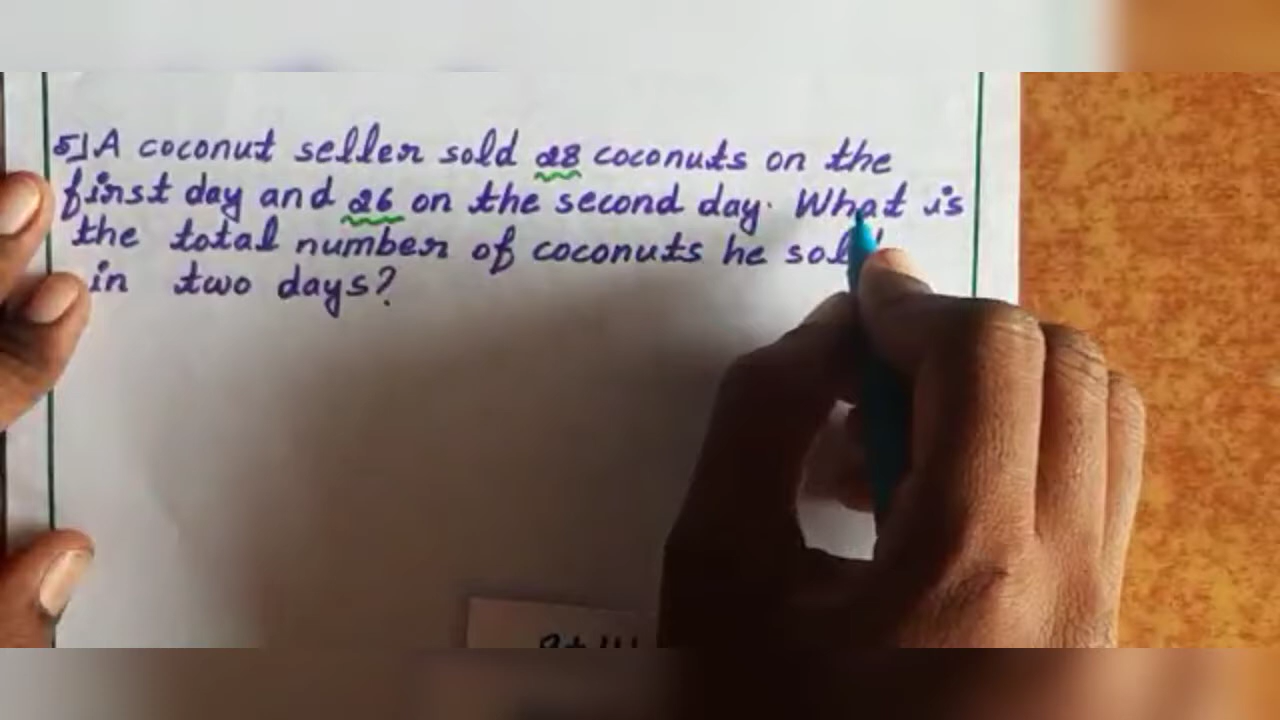 5] A coconut seller sold 28 coconuts on the
first day and 26 on the second day. What is
the total number of coconuts he
in two days?